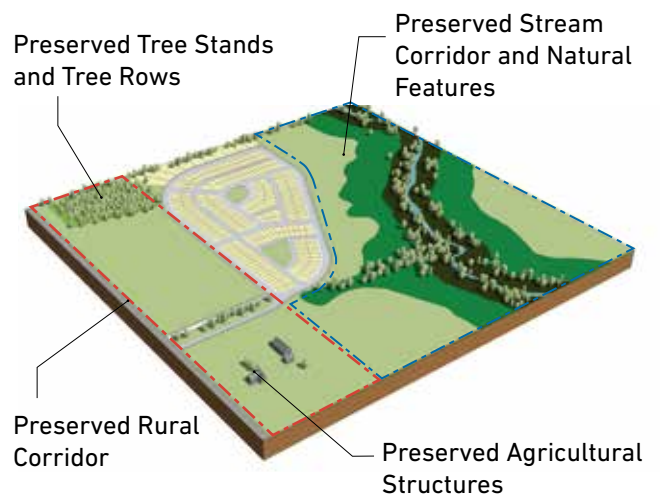 Preserved Tree Stands
and Tree Rows
Preserved Stream
Corridor and Natural
Features
Preserved Rural
Corridor
Preserved Agricultural
Structures